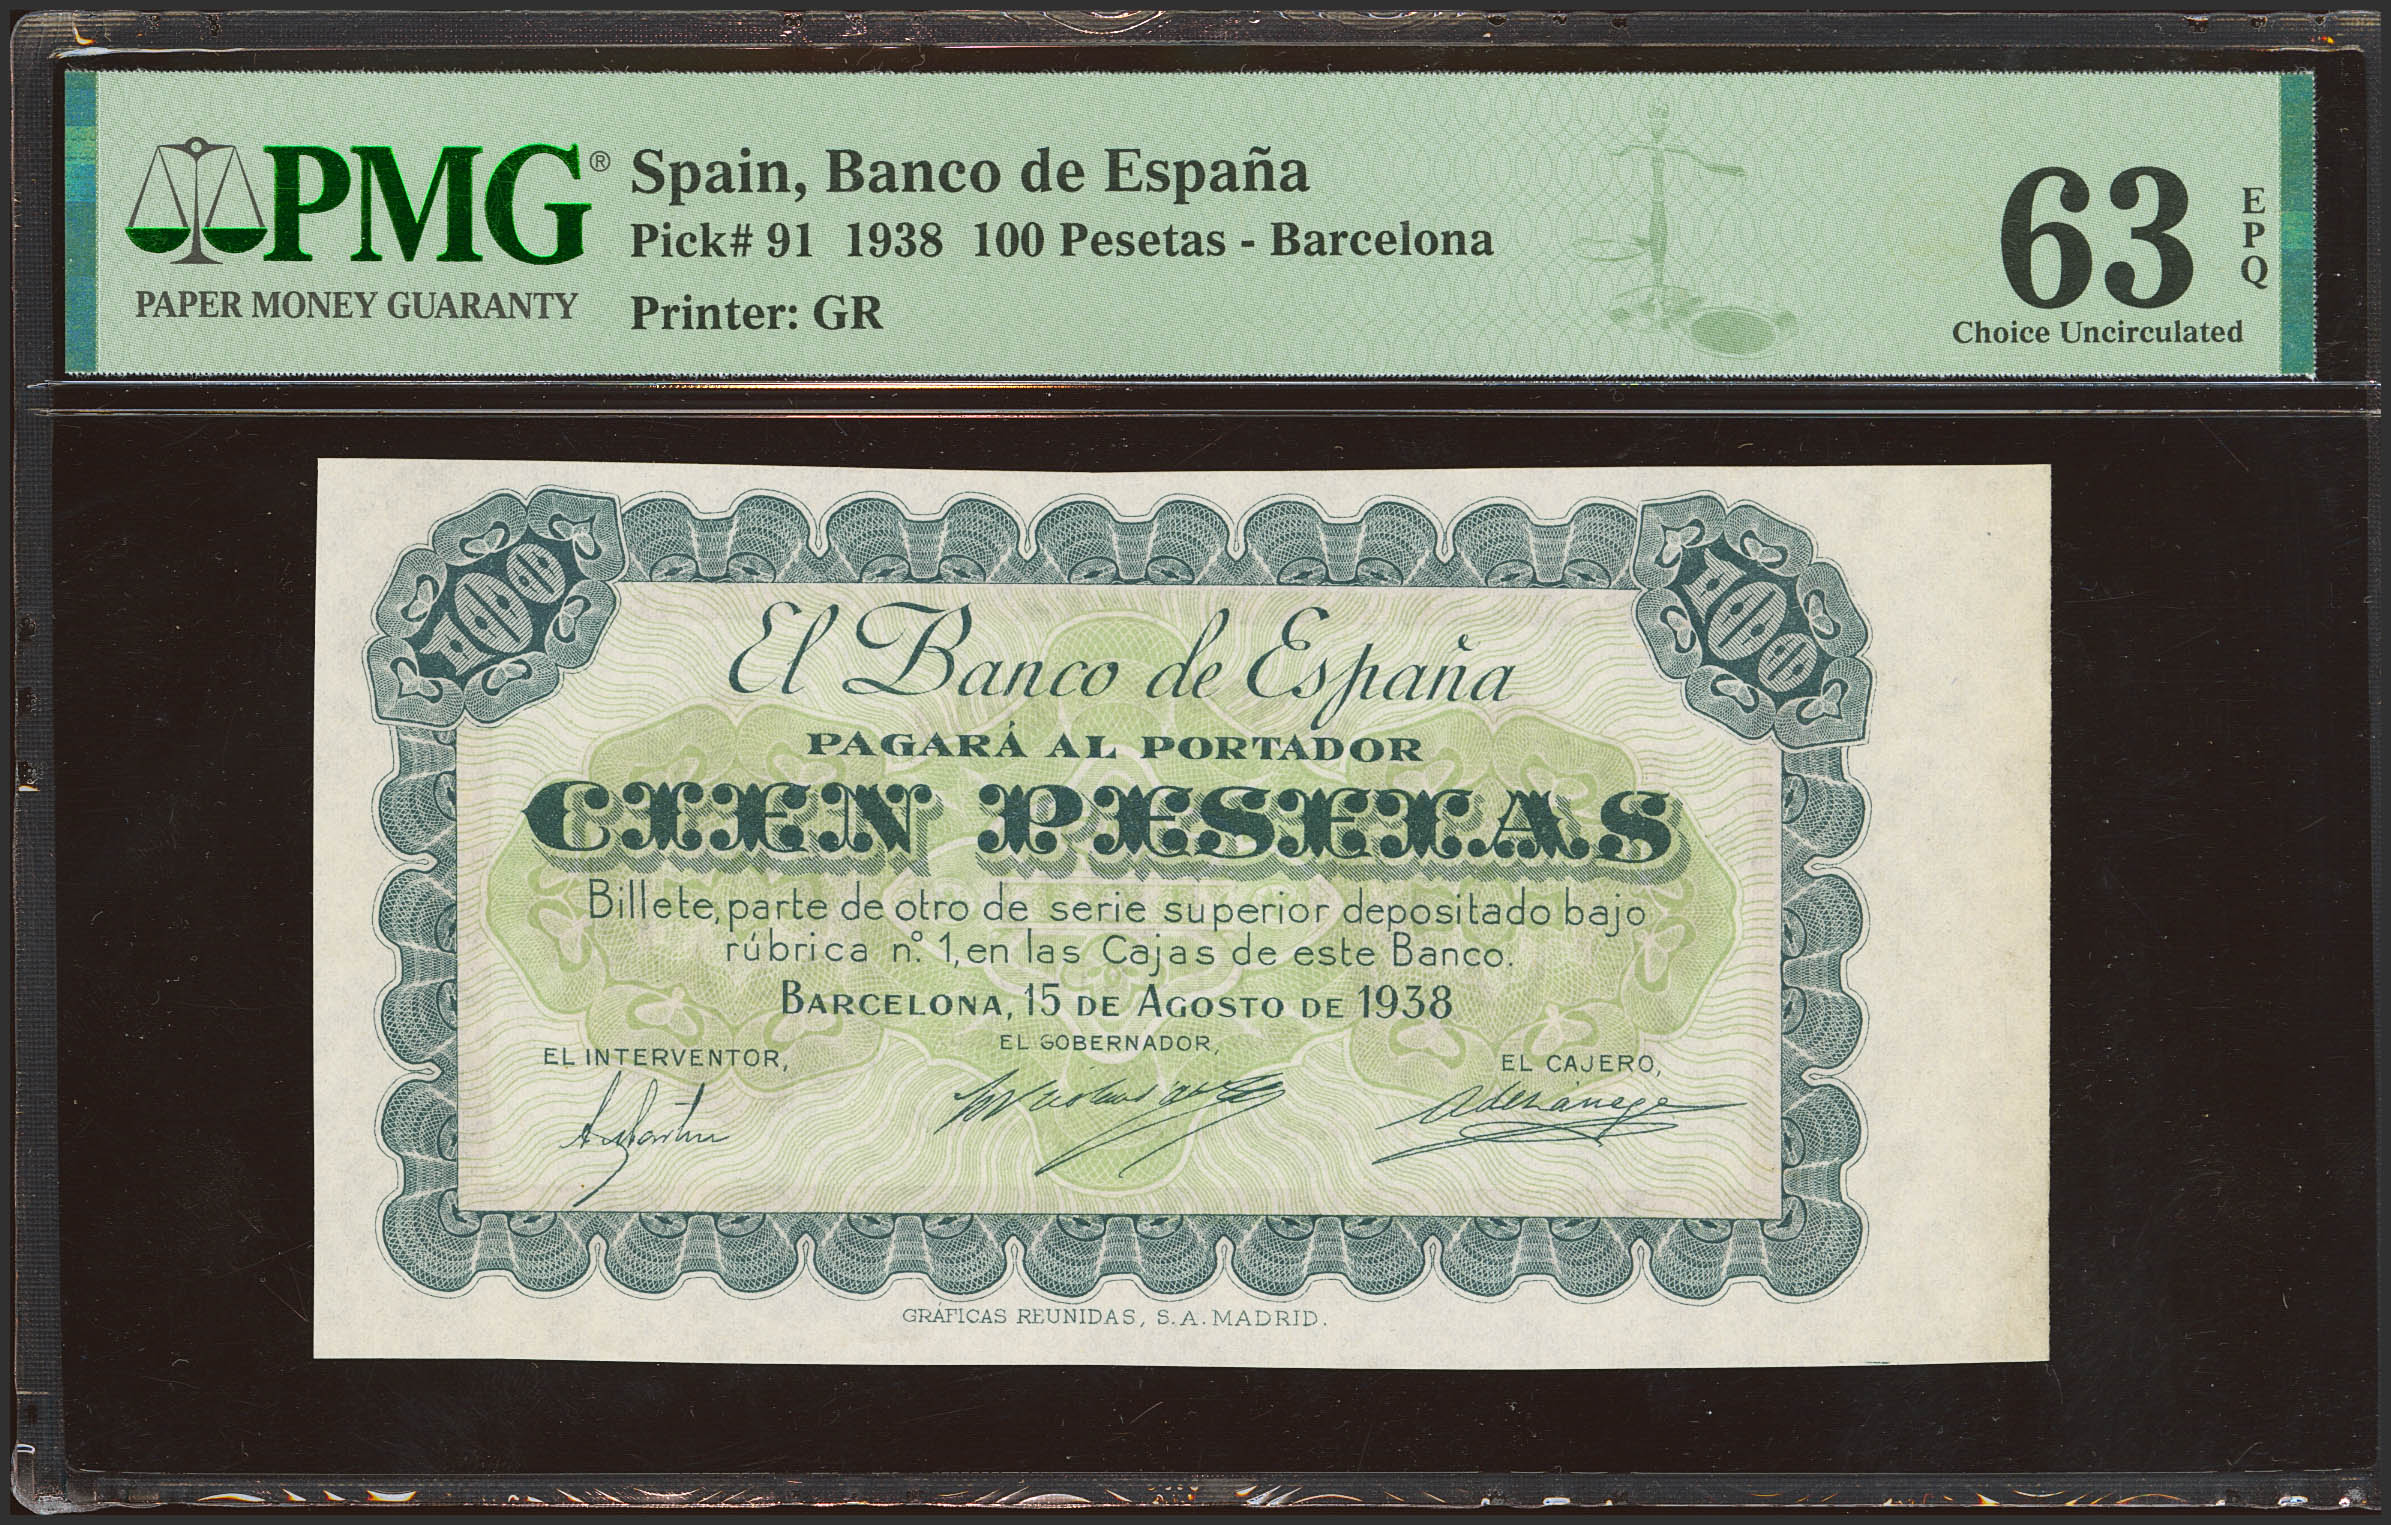 PMG®
PAPER MONEY GUARANTY
Spain, Banco de España
Pick# 91 1938 100 Pesetas - Barcelona
Printer: GR
63
EPQ
Choice Uncirculated
100
100
El Banco de España
PAGARÁ AL PORTADOR
CIEN PESETAS
Billete, parte de otro de serie superior depositado bajo
rúbrica nº. 1, en las Cajas de este Banco.
BARCELONA, 15 DE AGOSTO DE 1938
EL INTERVENTOR,
EL GOBERNADOR,
EL CAJERO,
GRÁFICAS REUNIDAS, S.A. MADRID.